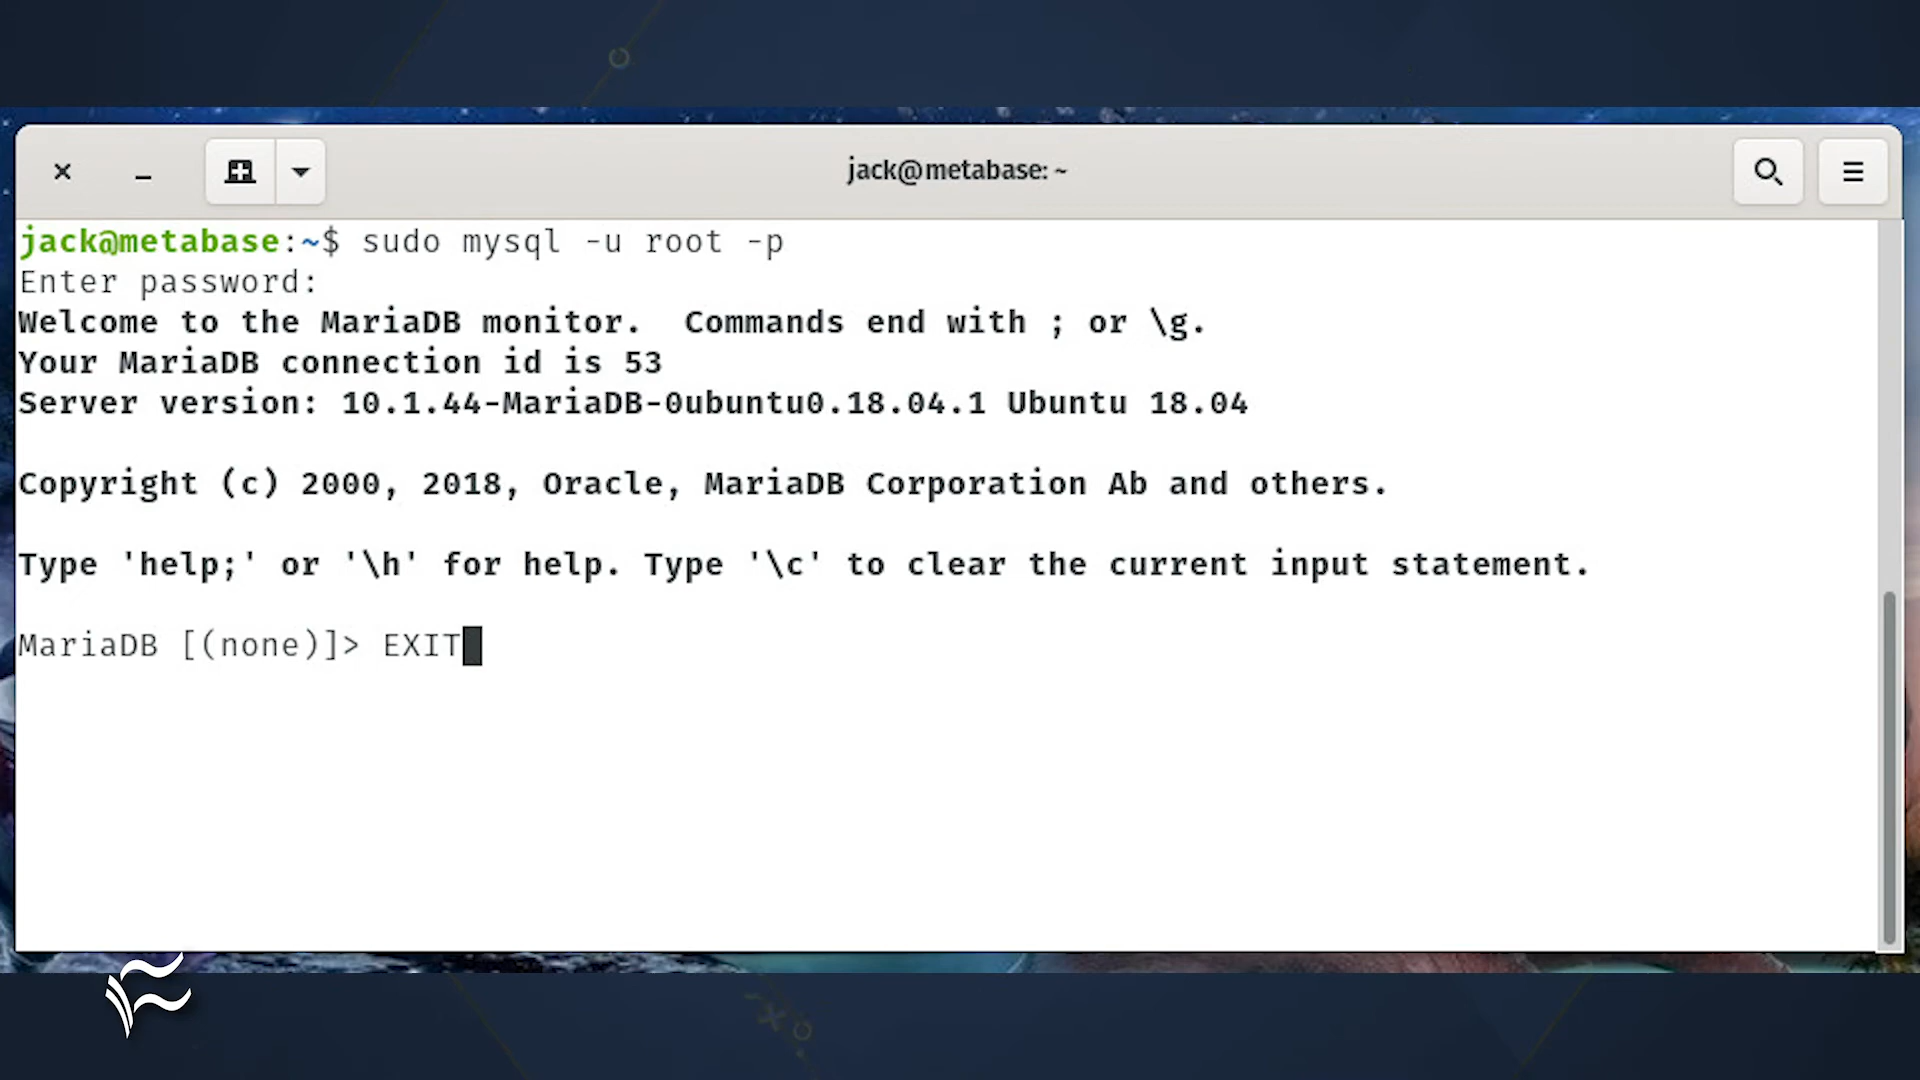 jack@metabase: ~
jack@metabase:~$ sudo mysql -u root -p
Enter password:
Welcome to the MariaDB monitor.  Commands end with ; or \g.
Your MariaDB connection id is 53
Server version: 10.1.44-MariaDB-0ubuntu0.18.04.1 Ubuntu 18.04
Copyright (c) 2000, 2018, Oracle, MariaDB Corporation Ab and others.
Type 'help;' or '\h' for help. Type '\c' to clear the current input statement.
MariaDB [(none)]> EXIT